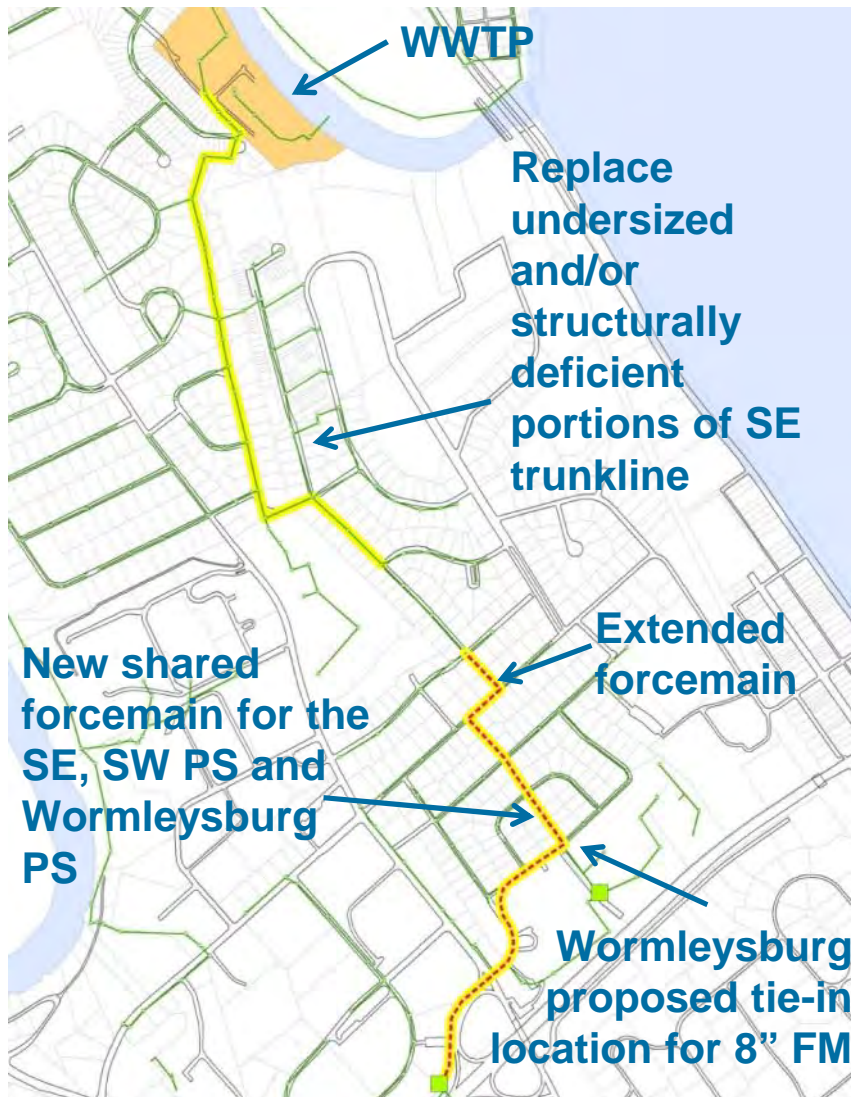 WWTP
Replace
undersized
and/or
structurally
deficient
portions of SE
trunkline
Extended
forcemain
New shared
forcemain for the
SE, SW PS and
Wormleysburg
PS
Wormleysburg
proposed tie-in
location for 8” FM